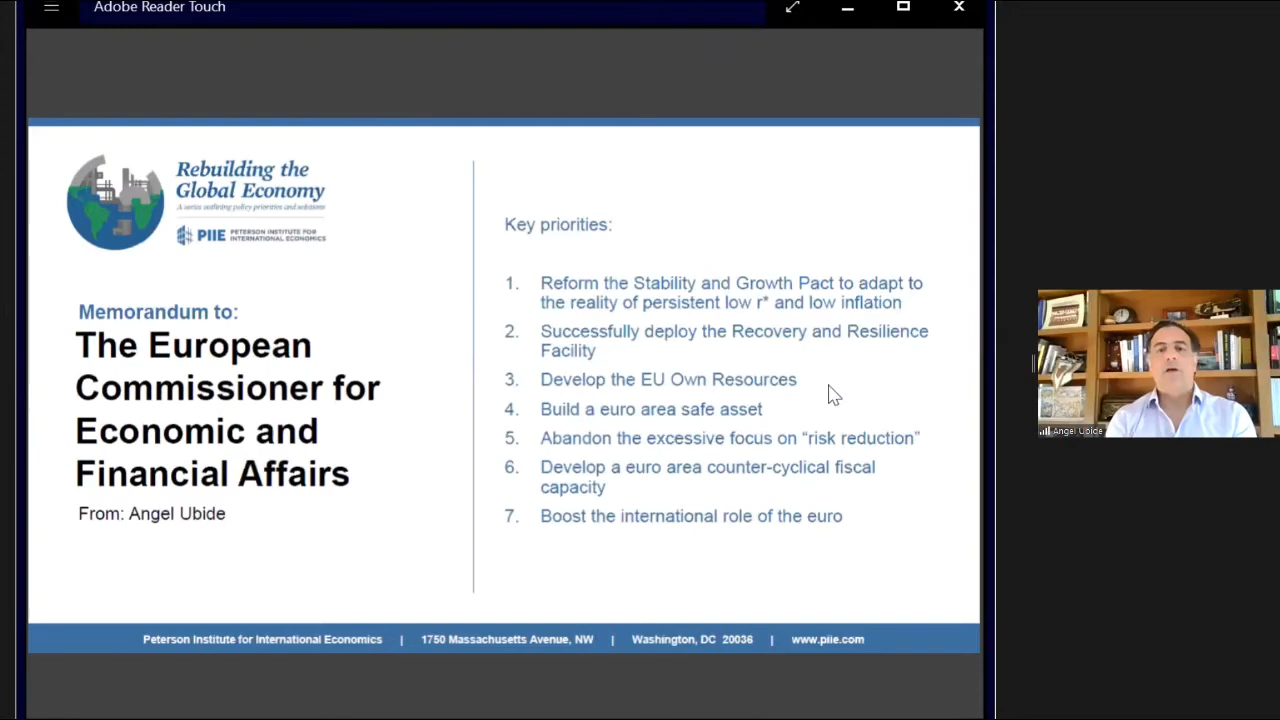 Adobe Reader Touch
Rebuilding the
Global Economy
A series outlining policy priorities and solutions
PIIE PETERSON INSTITUTE FOR
INTERNATIONAL ECONOMICS
Memorandum to:
The European
Commissioner for
Economic and
Financial Affairs
From: Angel Ubide
Key priorities:
1. Reform the Stability and Growth Pact to adapt to
the reality of persistent low r* and low inflation
2. Successfully deploy the Recovery and Resilience
Facility
3. Develop the EU Own Resources
4. Build a euro area safe asset
5. Abandon the excessive focus on “risk reduction”
6. Develop a euro area counter-cyclical fiscal
capacity
7. Boost the international role of the euro
Peterson Institute for International Economics | 1750 Massachusetts Avenue, NW | Washington, DC 20036 | www.piie.com
Angel Ubide